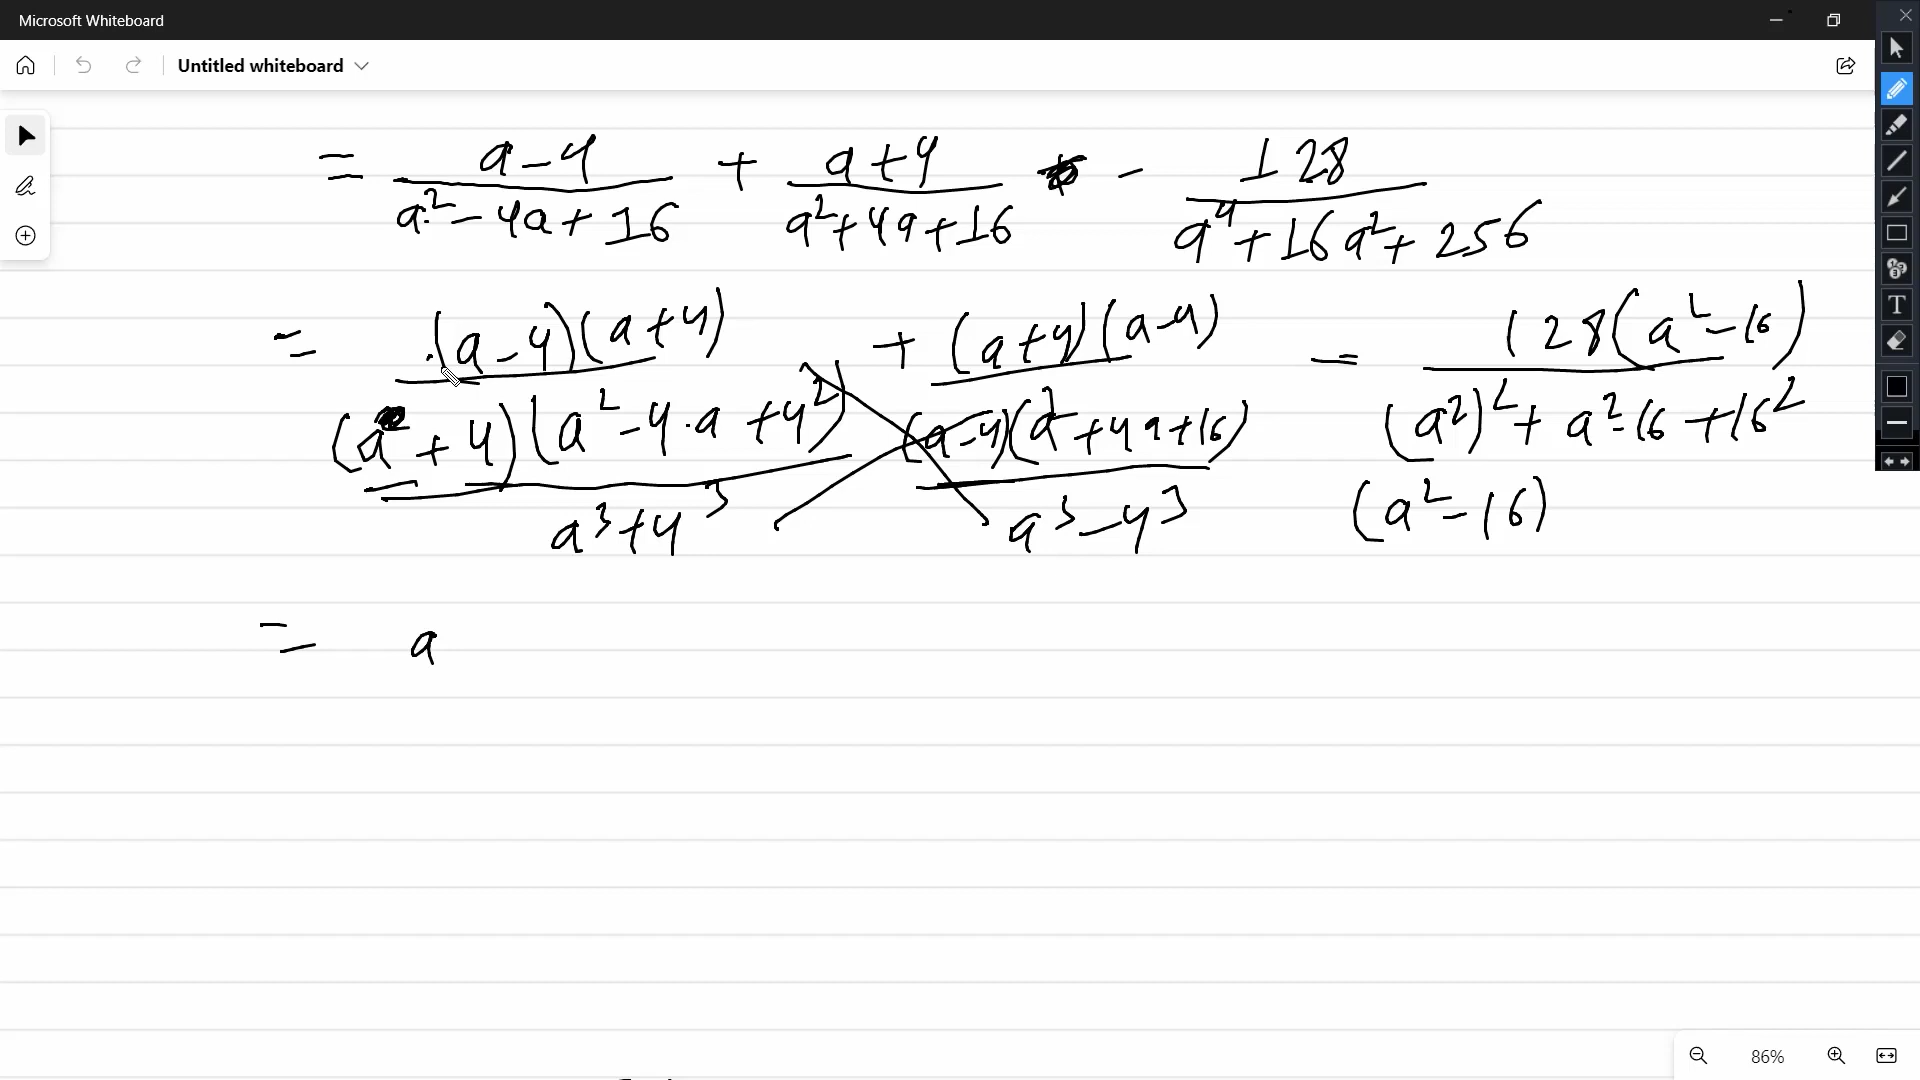 Microsoft Whiteboard
Untitled whiteboard
= (a-4)/(a²-4a+16) + (a+4)/(a²+4a+16) - 128/(a⁴+16a²+256)
= (a-4)(a+4)/(a+4)(a²-4·a+4²) + (a+4)(a-4)/(a-4)(a²+4a+16) = 128(a²-16)/(a²)²+a²·16+16²
a³+4³ a³-4³ (a²-16)
= a
T
86%